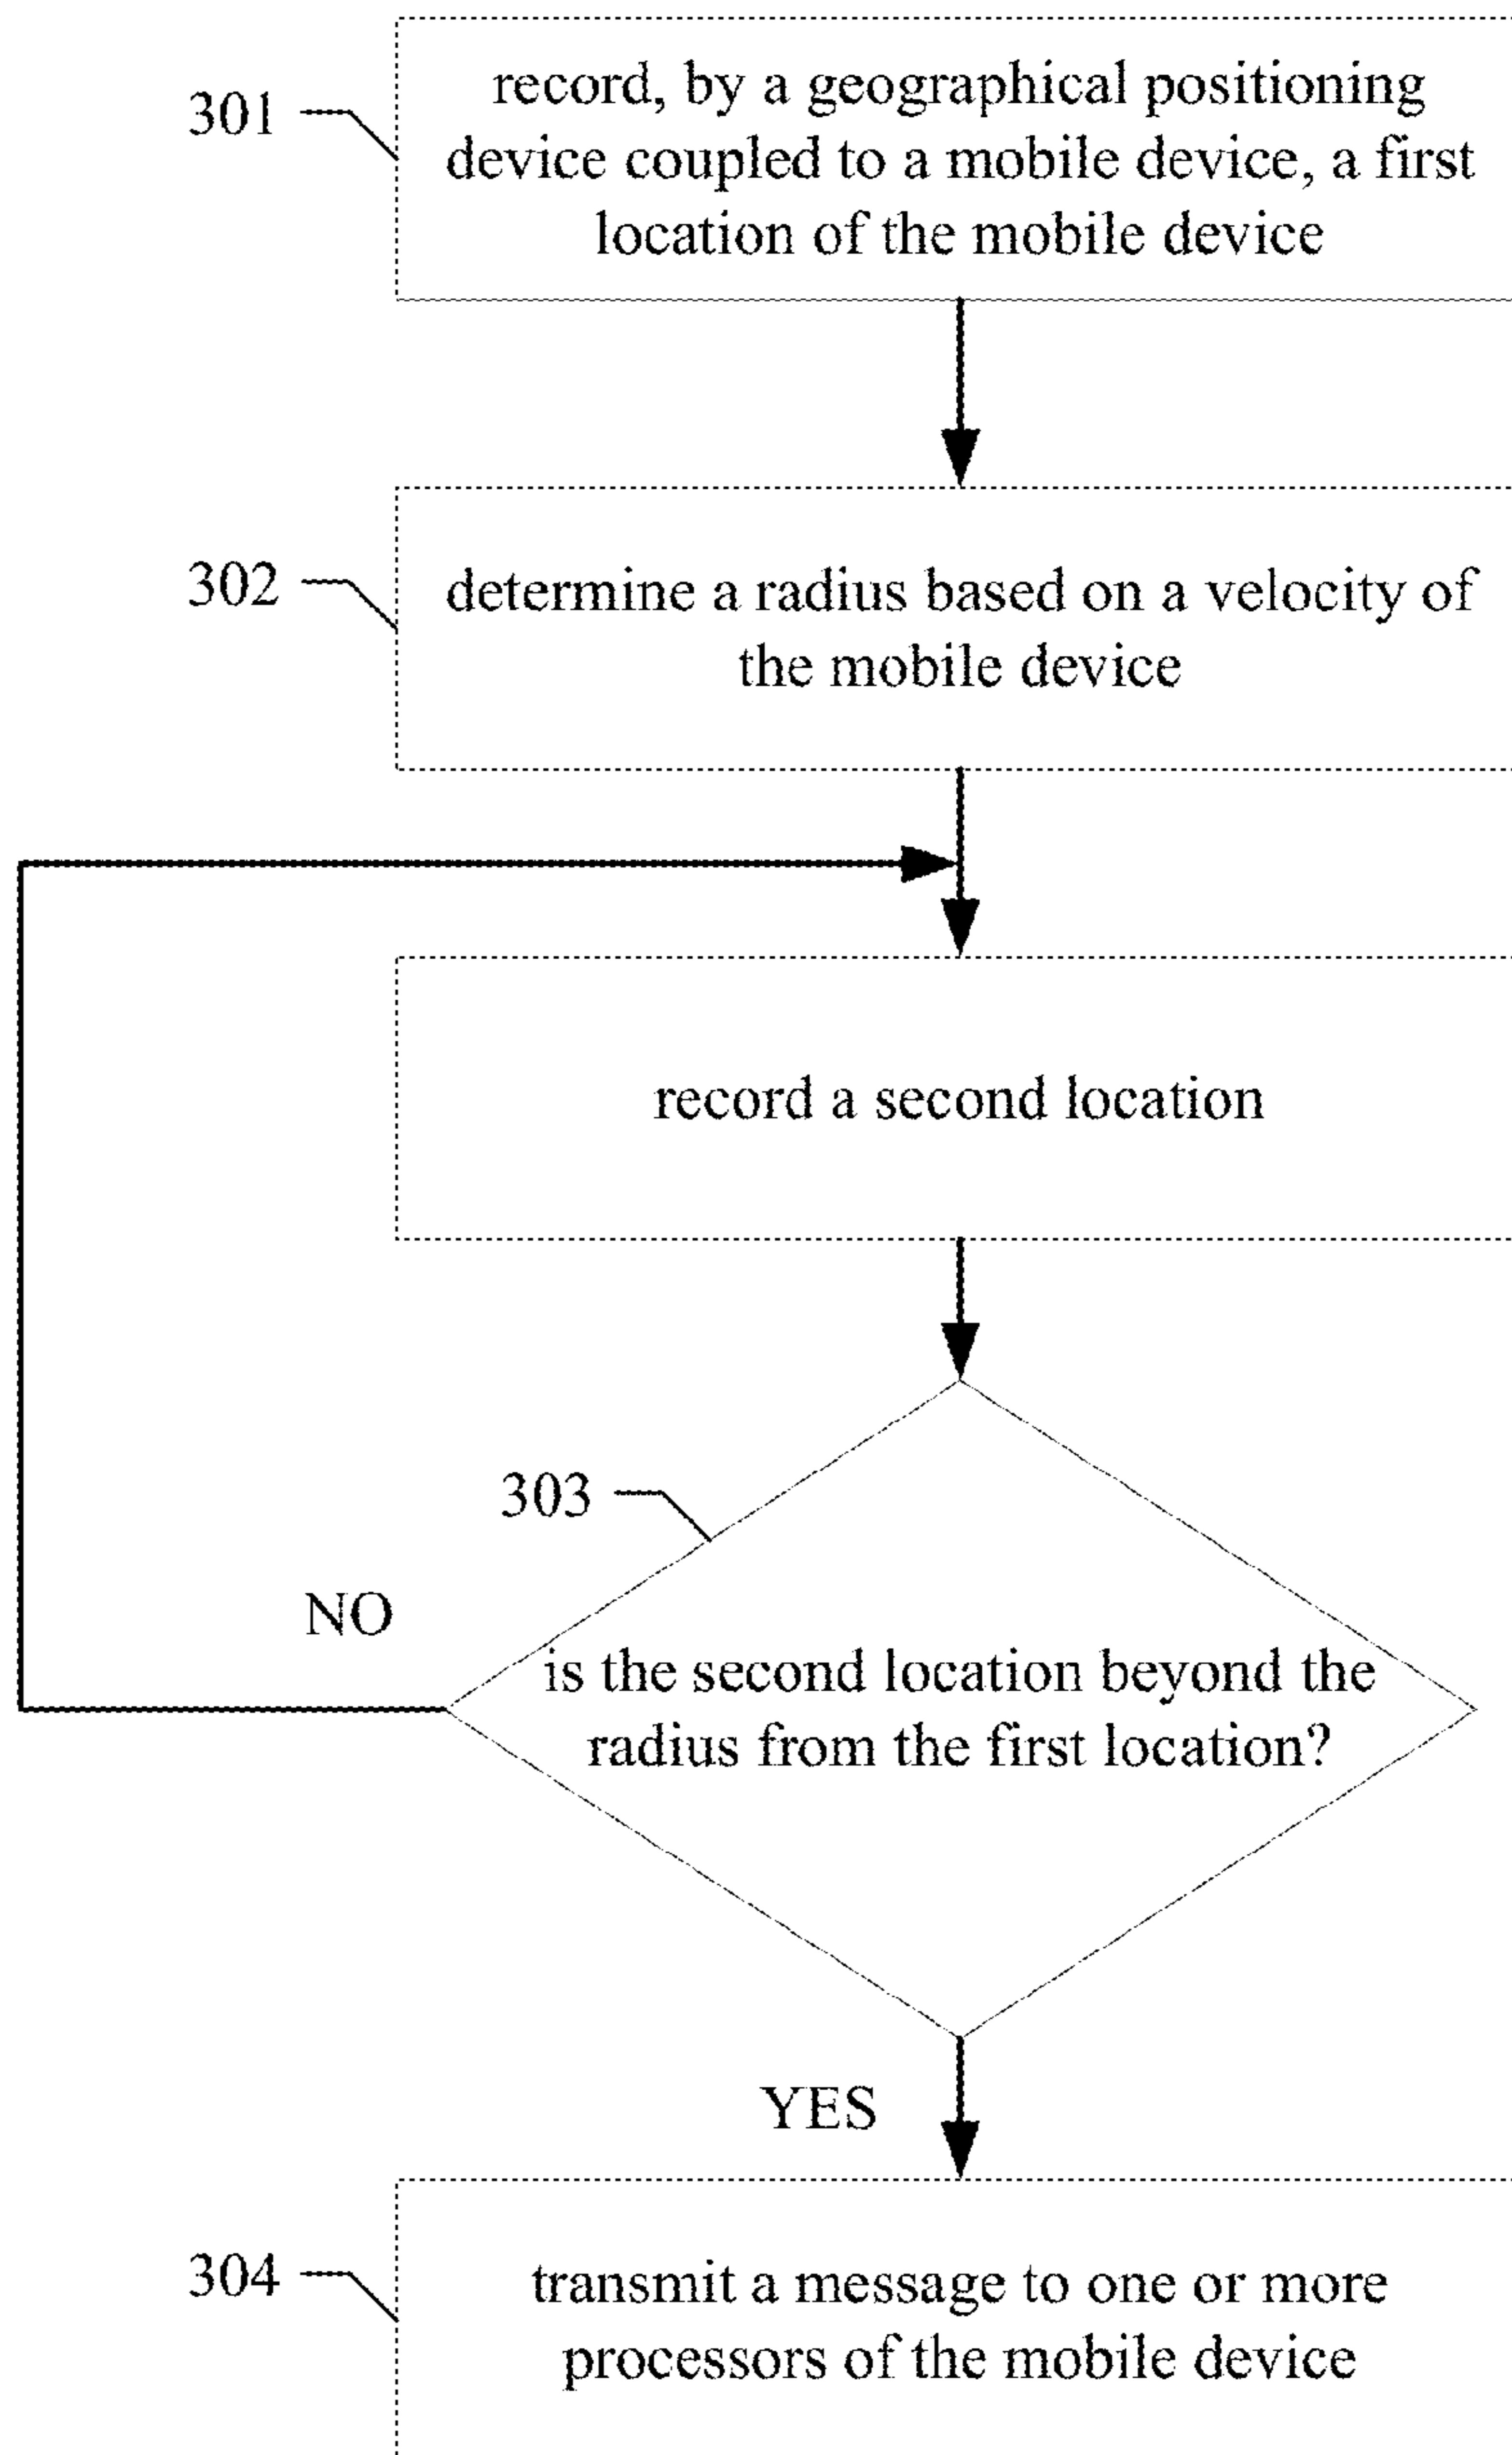 301
record, by a geographical positioning
device coupled to a mobile device, a first
location of the mobile device
302
determine a radius based on a velocity of
the mobile device
record a second location
303
NO
is the second location beyond the
radius from the first location?
YES
304
transmit a message to one or more
processors of the mobile device